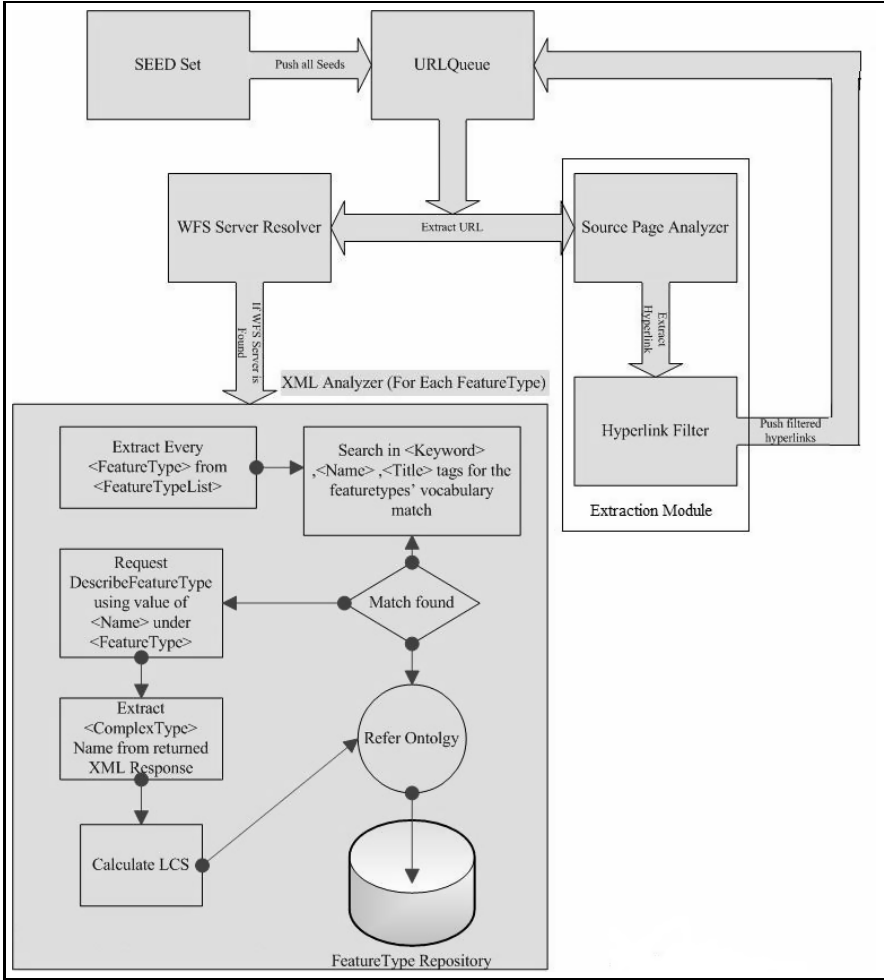 SEED Set
Push all Seeds
URLQueue
WFS Server Resolver
Extract URL
Source Page Analyzer
If WFS Server is
Found
Extract
Hyperlink
XML Analyzer (For Each FeatureType)
Hyperlink Filter
Push filtered
hyperlinks
Extraction Module
Extract Every
<FeatureType> from
<FeatureTypeList>
Search in <Keyword>
,<Name> ,<Title> tags for the
featuretypes’ vocabulary
match
Request
DescribeFeatureType
using value of
<Name> under
<FeatureType>
Match found
Extract
<ComplexType>
Name from returned
XML Response
Refer Ontolgy
Calculate LCS
FeatureType Repository